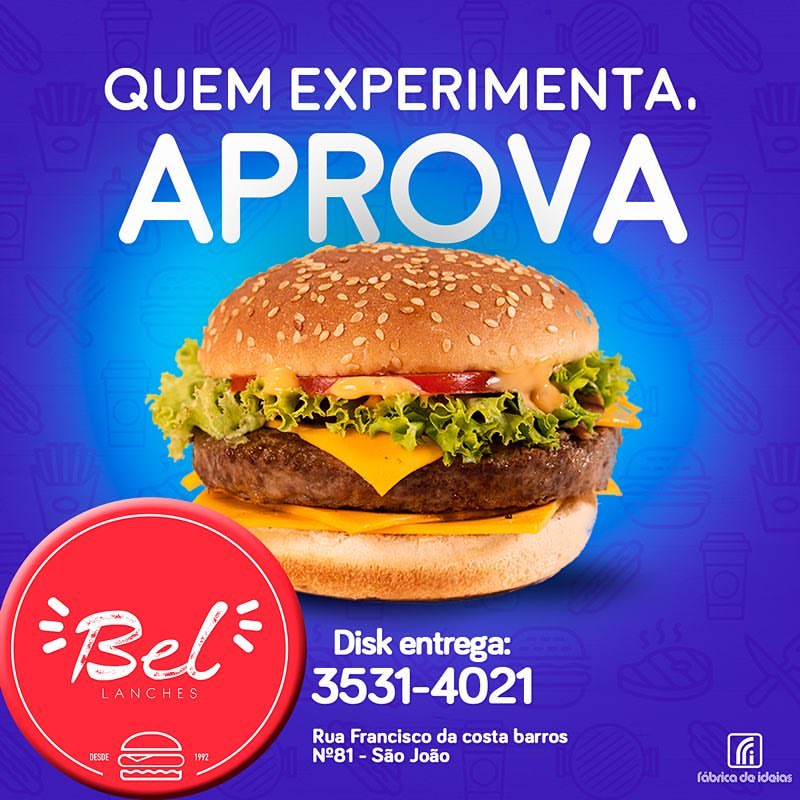 QUEM EXPERIMENTA.
APROVA
Bel
LANCHES
DESDE 1992
Disk entrega:
3531-4021
Rua Francisco da costa barros
Nº81 - São João
fábrica de ideias